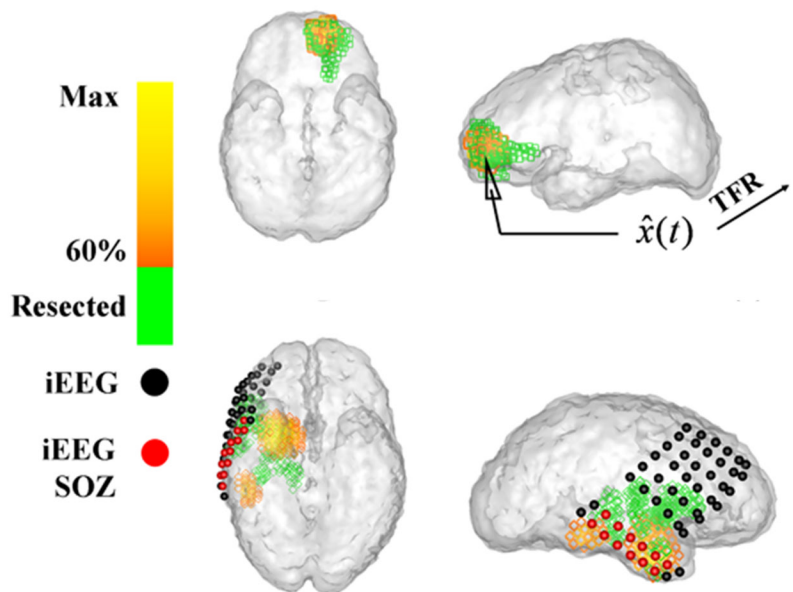 Max
60%
Resected
iEEG
iEEG
SOZ
x̂(t)
TFR